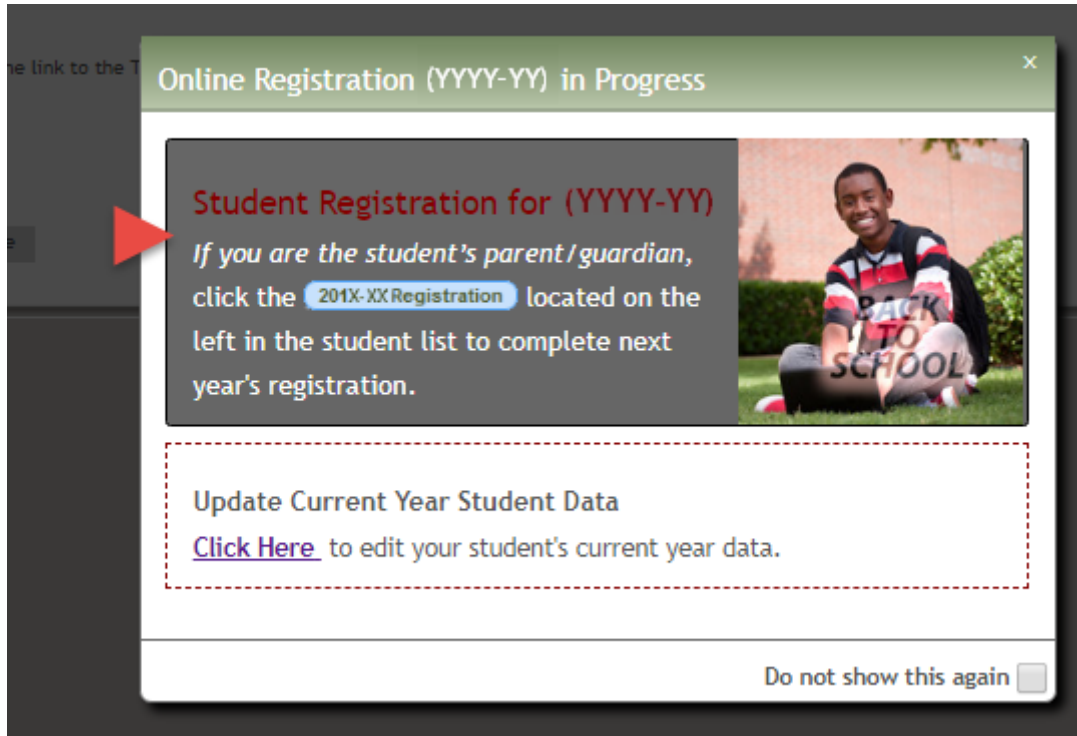 he link to the T
Online Registration (YYYY-YY) in Progress
×
Student Registration for (YYYY-YY)
If you are the student's parent/guardian,
click the 201X-XX Registration located on the
left in the student list to complete next
year's registration.
BACK
TO
SCHOOL
Update Current Year Student Data
Click Here to edit your student's current year data.
Do not show this again